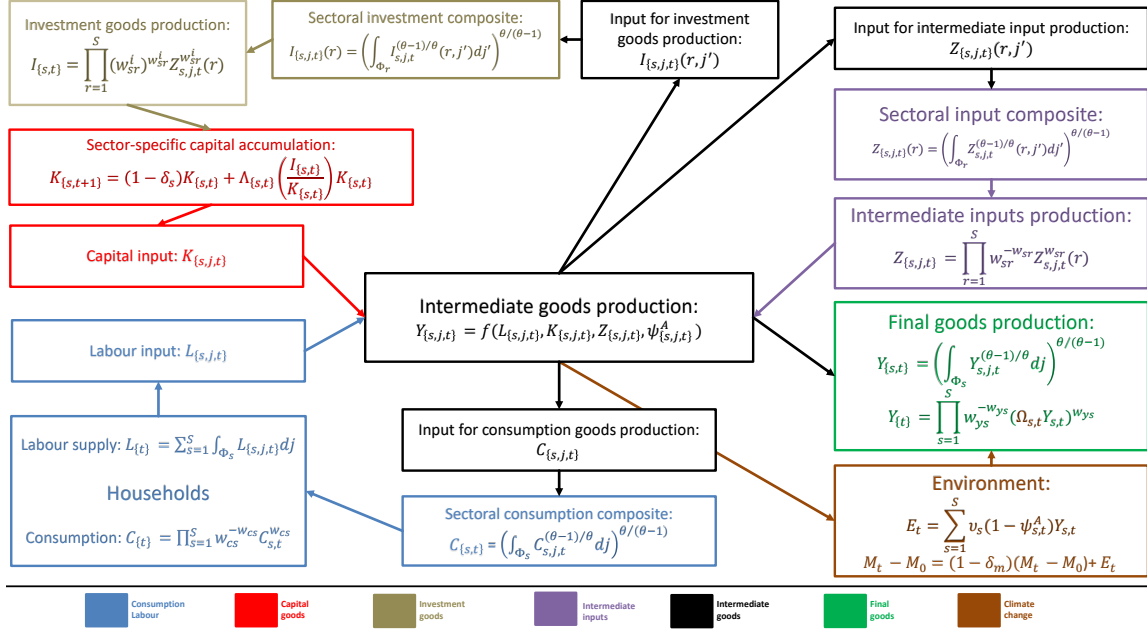 Investment goods production:
I_{s,t} = ∏_{r=1}^{S} (w_{sr}^{i})^{w_{sr}^{i}} Z_{s,j,t}^{w_{sr}^{i}}(r)
Sectoral investment composite:
I_{{s,j,t}}(r) = (∫_{Φ_r} I_{s,j,t}^{(θ−1)/θ}(r,j′)dj′)^{θ/(θ−1)}
Input for investment
goods production:
I_{{s,j,t}}(r,j′)
Input for intermediate input production:
Z_{{s,j,t}}(r,j′)
Sectoral input composite:
Z_{{s,j,t}}(r) = (∫_{Φ_r} Z_{s,j,t}^{(θ−1)/θ}(r,j′)dj′)^{θ/(θ−1)}
Sector-specific capital accumulation:
K_{{s,t+1}} = (1 − δ_s)K_{{s,t}} + Λ_{{s,t}} (I_{{s,t}} / K_{{s,t}}) K_{{s,t}}
Capital input: K_{{s,j,t}}
Intermediate inputs production:
Z_{{s,j,t}} = ∏_{r=1}^{S} w_{sr}^{−w_{sr}} Z_{s,j,t}^{w_{sr}}(r)
Intermediate goods production:
Y_{{s,j,t}} = f(L_{{s,j,t}}, K_{{s,j,t}}, Z_{{s,j,t}}, ψ_{{s,j,t}}^{A})
Labour input: L_{{s,j,t}}
Final goods production:
Y_{{s,t}} = (∫_{Φ_s} Y_{s,j,t}^{(θ−1)/θ} dj)^{θ/(θ−1)}
Y_{{t}} = ∏_{s=1}^{S} w_{ys}^{−w_{ys}} (Ω_{s,t}Y_{s,t})^{w_{ys}}
Input for consumption goods production:
C_{{s,j,t}}
Labour supply: L_{{t}} = ∑_{s=1}^{S} ∫_{Φ_s} L_{{s,j,t}}dj
Households
Consumption: C_{{t}} = ∏_{s=1}^{S} w_{cs}^{−w_{cs}} C_{s,t}^{w_{cs}}
Sectoral consumption composite:
C_{{s,t}} = (∫_{Φ_s} C_{s,j,t}^{(θ−1)/θ} dj)^{θ/(θ−1)}
Environment:
E_t = ∑_{s=1}^{S} υ_s(1 − ψ_{s,t}^{A})Y_{s,t}
M_t − M_0 = (1 − δ_m)(M_t − M_0)+ E_t
Consumption
Labour
Capital
goods
Investment
goods
Intermediate
inputs
Intermediate
goods
Final
goods
Climate
change